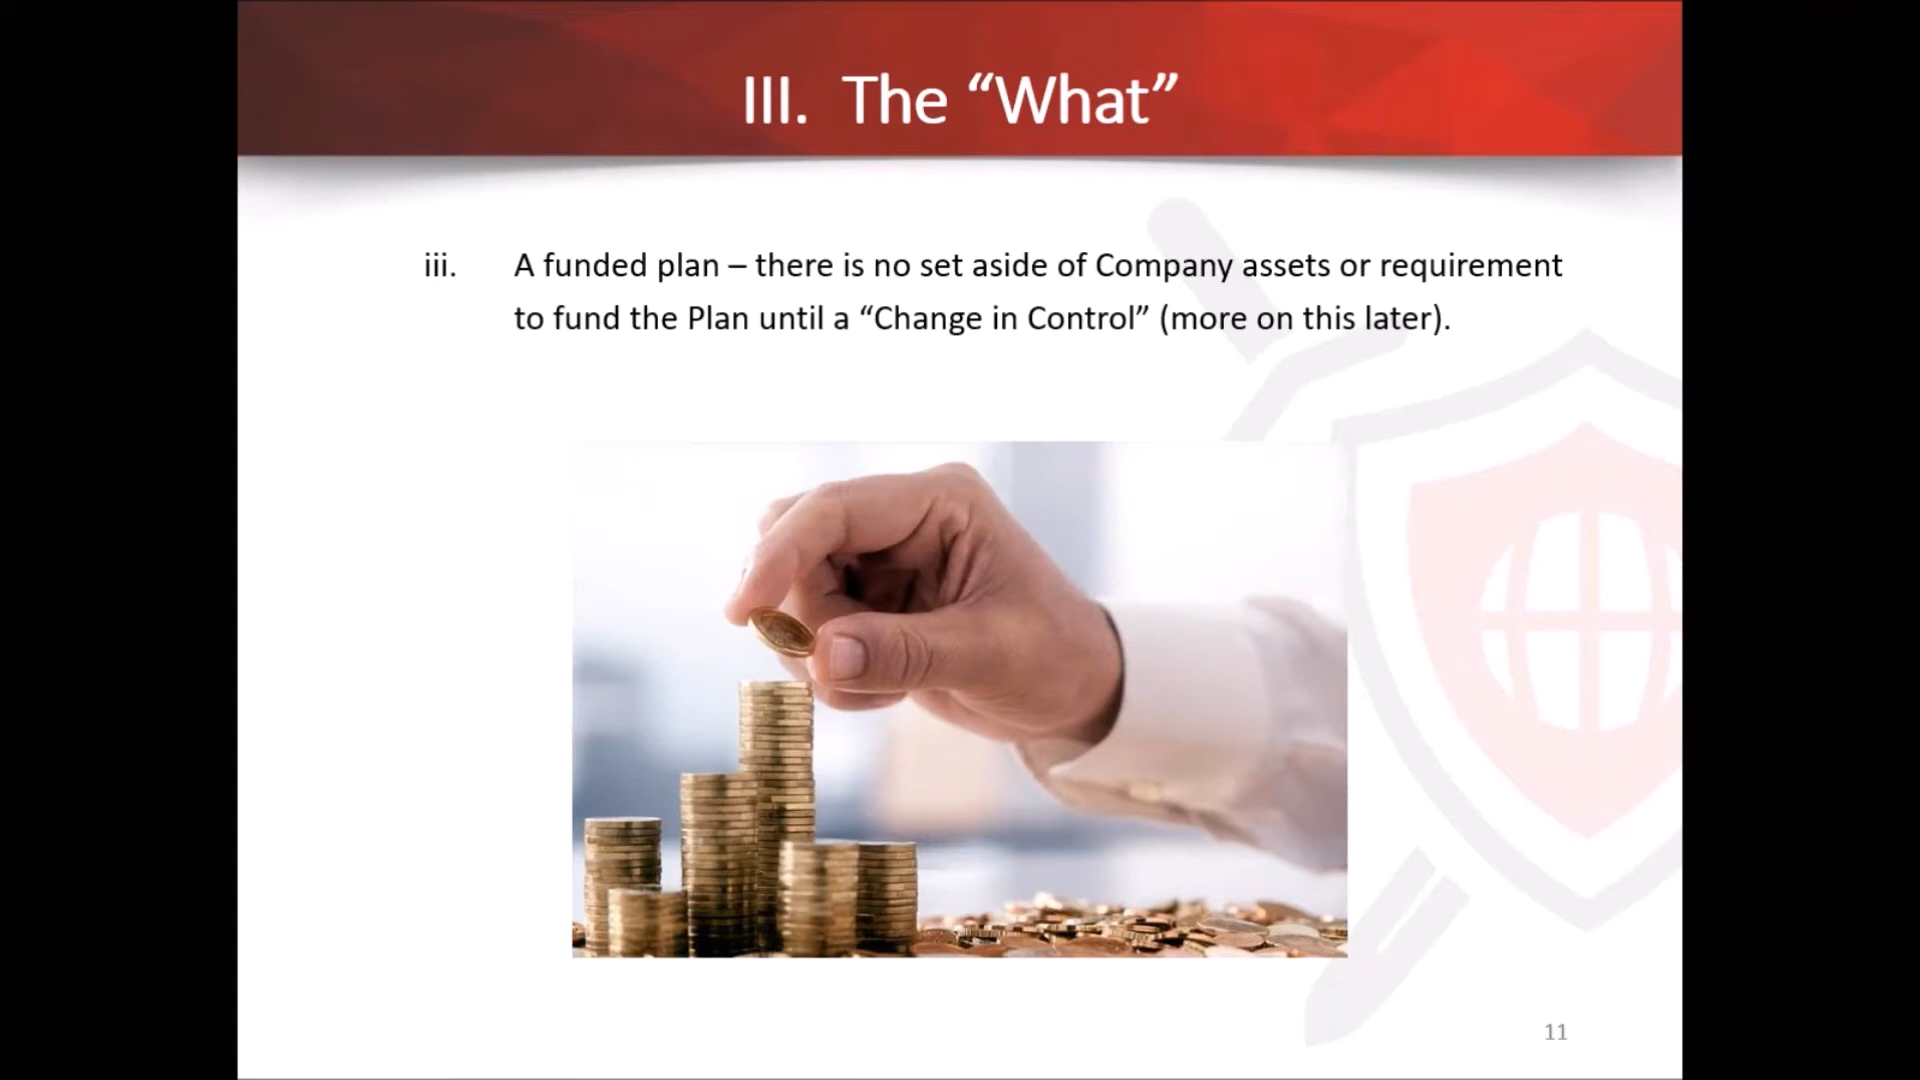 III. The “What”
iii. A funded plan – there is no set aside of Company assets or requirement
to fund the Plan until a “Change in Control” (more on this later).
11